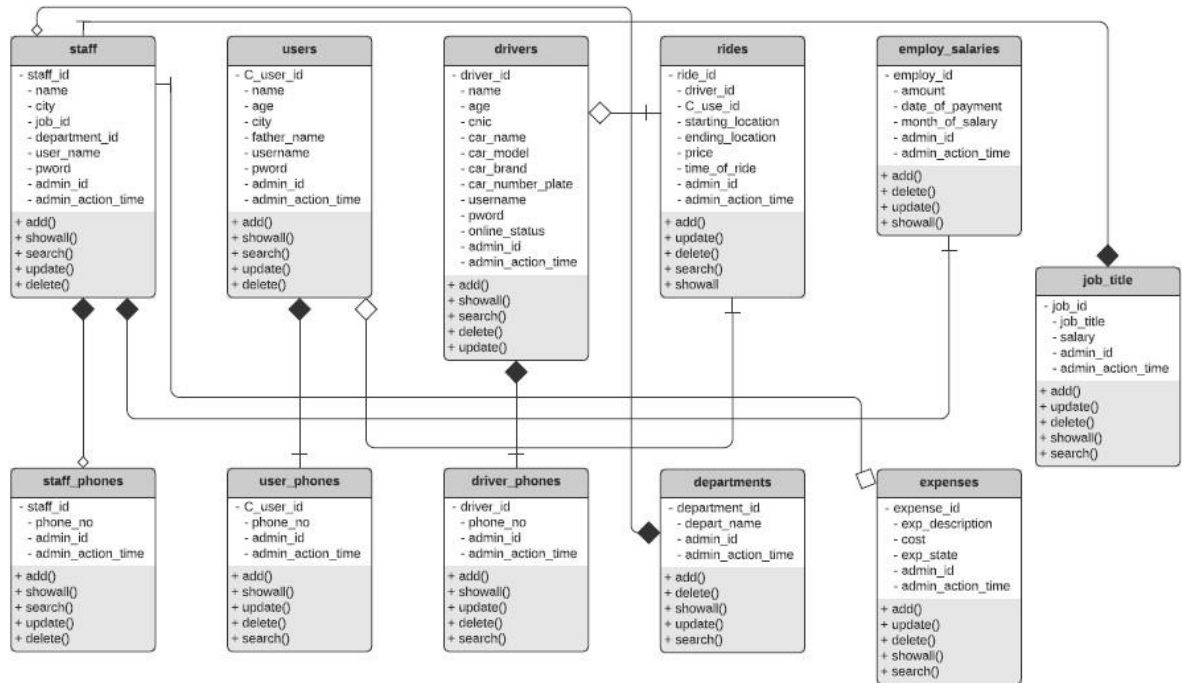 staff
- staff_id
- name
- city
- job_id
- department_id
- user_name
- pword
- admin_id
- admin_action_time
+ add()
+ showall()
+ search()
+ update()
+ delete()
users
- C_user_id
- name
- age
- city
- father_name
- username
- pword
- admin_id
- admin_action_time
+ add()
+ showall()
+ search()
+ update()
+ delete()
drivers
- driver_id
- name
- age
- cnic
- car_name
- car_model
- car_brand
- car_number_plate
- username
- pword
- online_status
- admin_id
- admin_action_time
+ add()
+ showall()
+ search()
+ delete()
+ update()
rides
- ride_id
- driver_id
- C_use_id
- starting_location
- ending_location
- price
- time_of_ride
- admin_id
- admin_action_time
+ add()
+ update()
+ delete()
+ search()
+ showall
employ_salaries
- employ_id
- amount
- date_of_payment
- month_of_salary
- admin_id
- admin_action_time
+ add()
+ delete()
+ update()
+ showall()
job_title
- job_id
- job_title
- salary
- admin_id
- admin_action_time
+ add()
+ update()
+ delete()
+ showall()
+ search()
staff_phones
- staff_id
- phone_no
- admin_id
- admin_action_time
+ add()
+ showall()
+ search()
+ update()
+ delete()
user_phones
- C_user_id
- phone_no
- admin_id
- admin_action_time
+ add()
+ showall()
+ update()
+ delete()
+ search()
driver_phones
- driver_id
- phone_no
- admin_id
- admin_action_time
+ add()
+ showall()
+ update()
+ delete()
+ search()
departments
- department_id
- depart_name
- admin_id
- admin_action_time
+ add()
+ delete()
+ showall()
+ update()
+ search()
expenses
- expense_id
- exp_description
- cost
- exp_state
- admin_id
- admin_action_time
+ add()
+ update()
+ delete()
+ showall()
+ search()